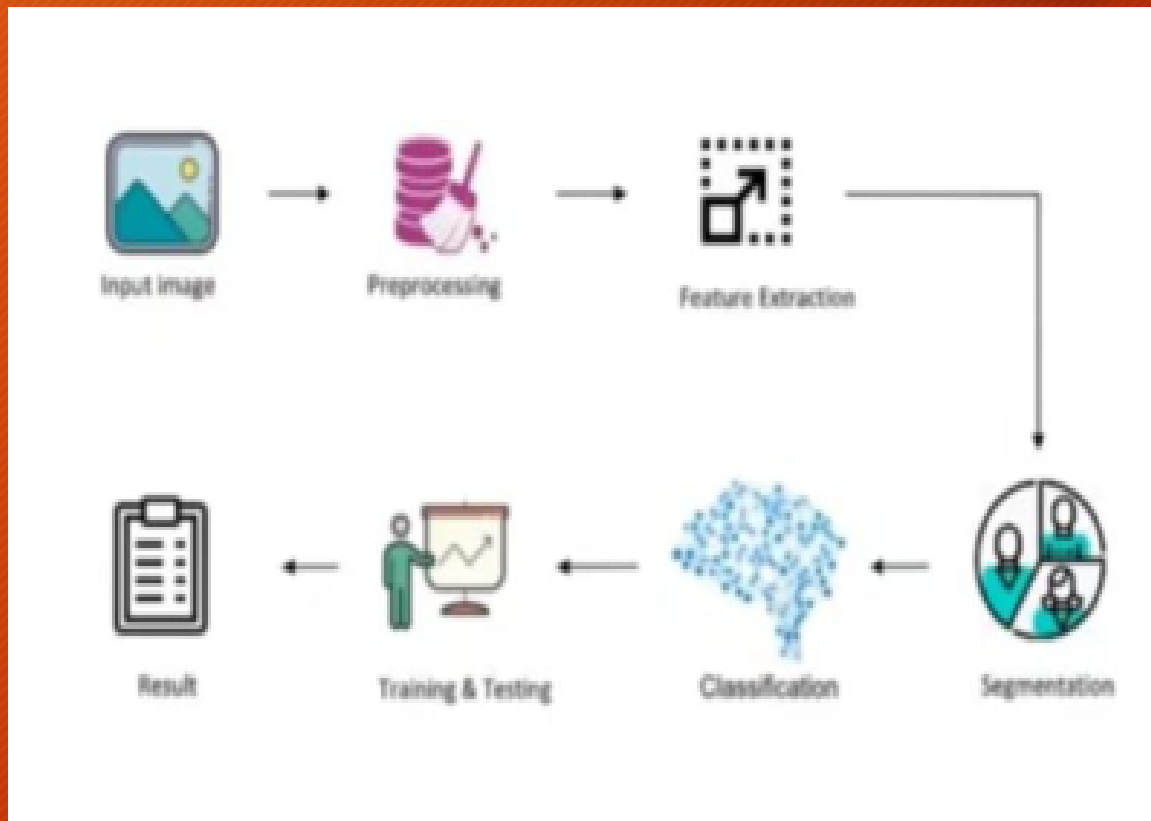 Input image
Preprocessing
Feature Extraction
Segmentation
Classification
Training & Testing
Result